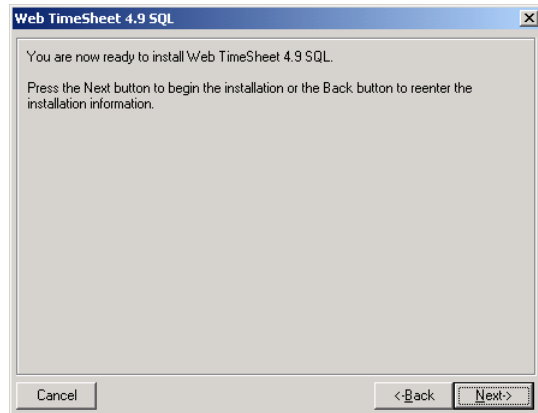 Web TimeSheet 4.9 SQL
You are now ready to install Web TimeSheet 4.9 SQL.
Press the Next button to begin the installation or the Back button to reenter the
installation information.
Cancel
<-Back
Next->